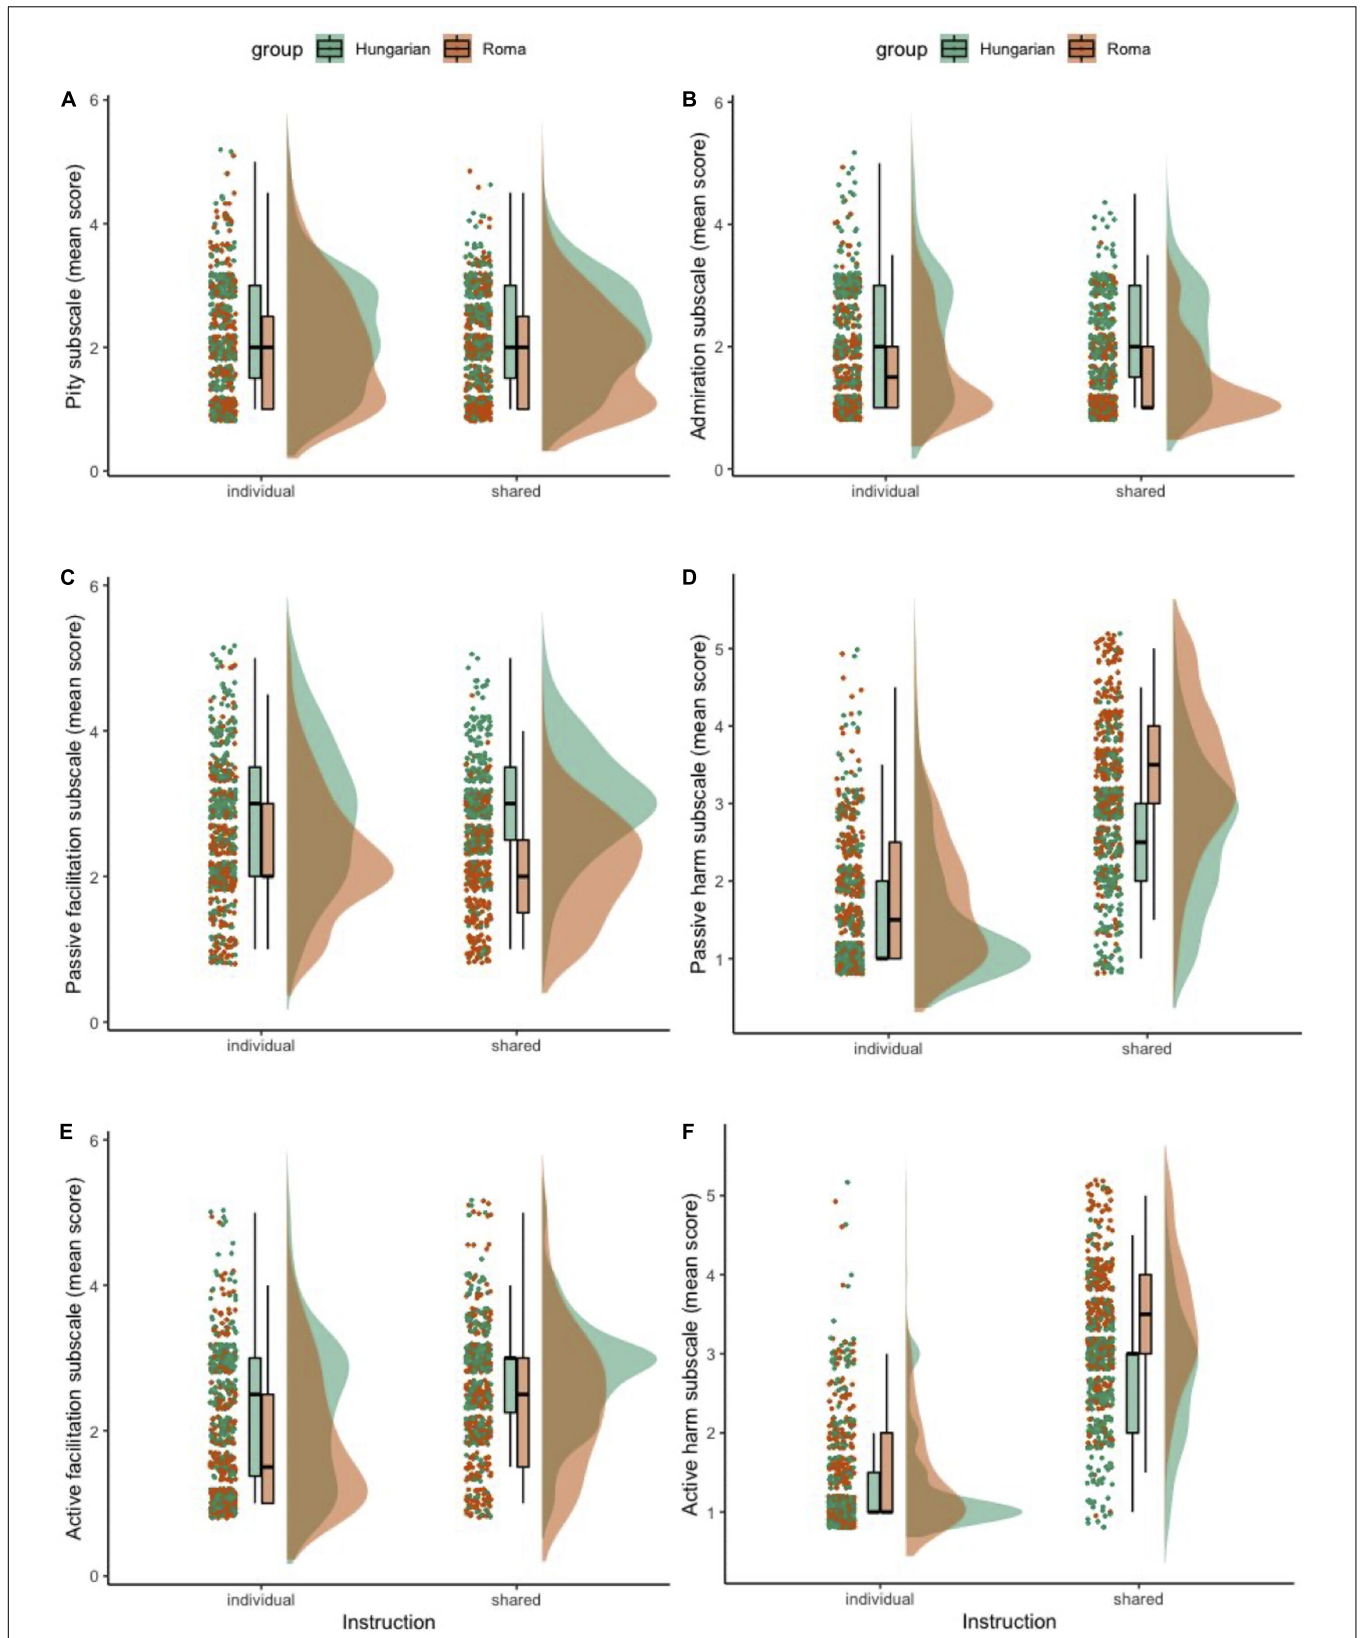 group Hungarian Roma
group Hungarian Roma
A
Pity subscale (mean score)
6
4
2
0
individual shared
B
Admiration subscale (mean score)
6
4
2
0
individual shared
C
Passive facilitation subscale (mean score)
6
4
2
0
individual shared
D
Passive harm subscale (mean score)
5
4
3
2
1
individual shared
E
Active facilitation subscale (mean score)
6
4
2
0
individual shared
Instruction
F
Active harm subscale (mean score)
5
4
3
2
1
individual shared
Instruction